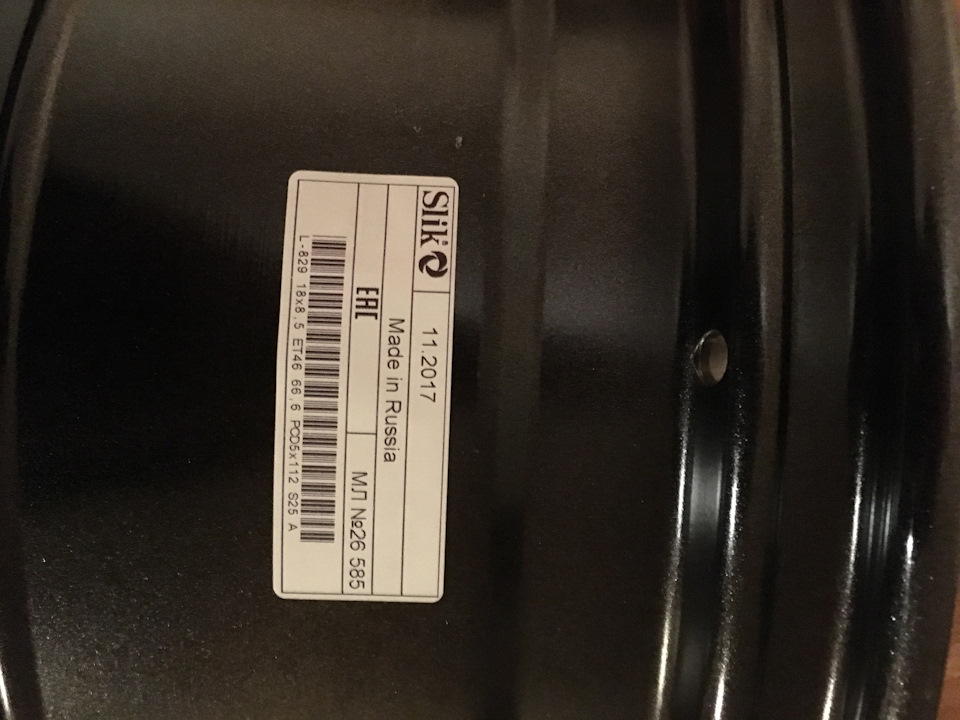 Slik
11.2017
Made in Russia
EAC
МЛ №26 585
L-829 18x8,5 ET46 66,6 PCD5x112 S25 A